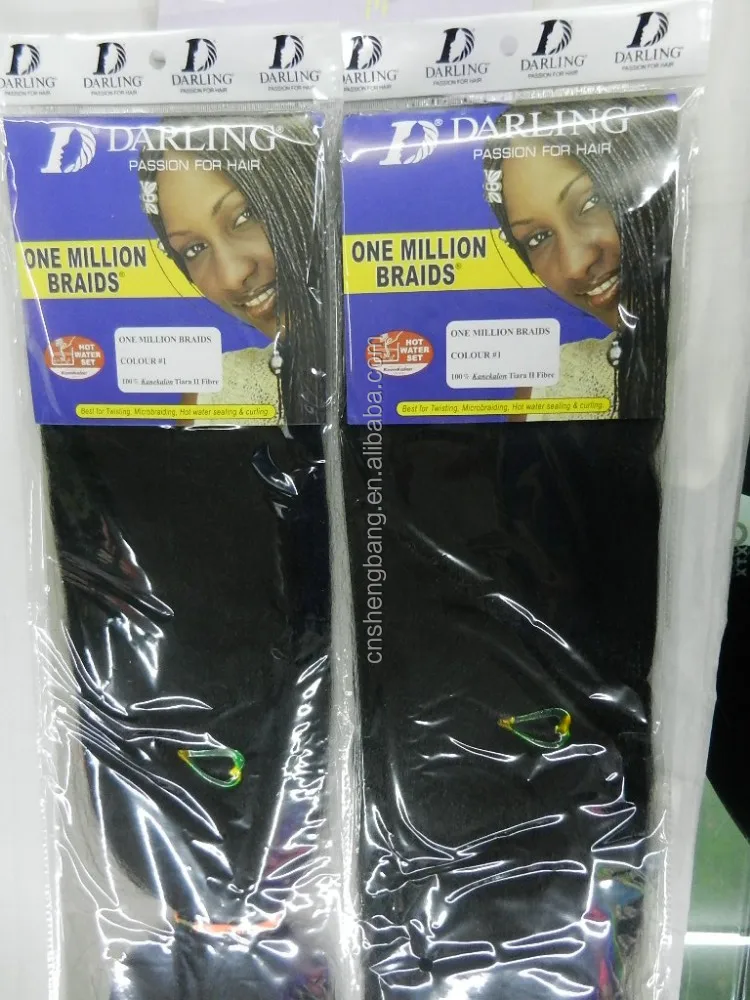 DARLING® DARLING® DARLING® DARLING®
PASSION FOR HAIR PASSION FOR HAIR PASSION FOR HAIR PASSION FOR HAIR
DARLING®
PASSION FOR HAIR
ONE MILLION
BRAIDS®
HOT
WATER
SET
Kanekalon
ONE MILLION BRAIDS
COLOUR #1
100% Kanekalon Tiara II Fibre
Best for Twisting, Microbraiding, Hot water sealing & curling.
DARLING DARLING® DARLING® DARLING®
PASSION FOR HAIR PASSION FOR HAIR PASSION FOR HAIR PASSION FOR HAIR
DARLING®
PASSION FOR HAIR
ONE MILLION
BRAIDS®
HOT
WATER
SET
Kanekalon
ONE MILLION BRAIDS
COLOUR #1
100% Kanekalon Tiara II Fibre
Best for Twisting, Microbraiding, Hot water sealing & curling.
cnshengbang.en.alibaba.com